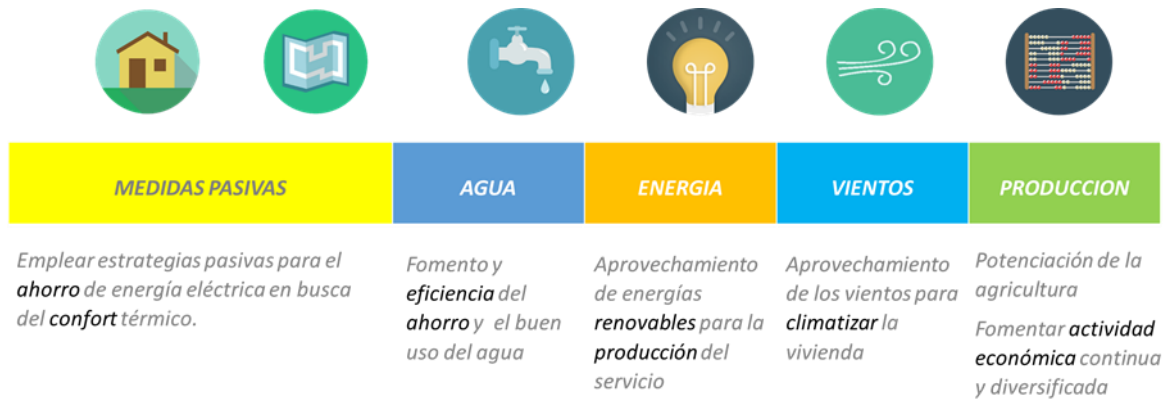 MEDIDAS PASIVAS
AGUA
ENERGIA
VIENTOS
PRODUCCION
Emplear estrategias pasivas para el
ahorro de energía eléctrica en busca
del confort térmico.
Fomento y
eficiencia del
ahorro y el buen
uso del agua
Aprovechamiento
de energías
renovables para la
producción del
servicio
Aprovechamiento
de los vientos para
climatizar la
vivienda
Potenciación de la
agricultura
Fomentar actividad
económica continua
y diversificada